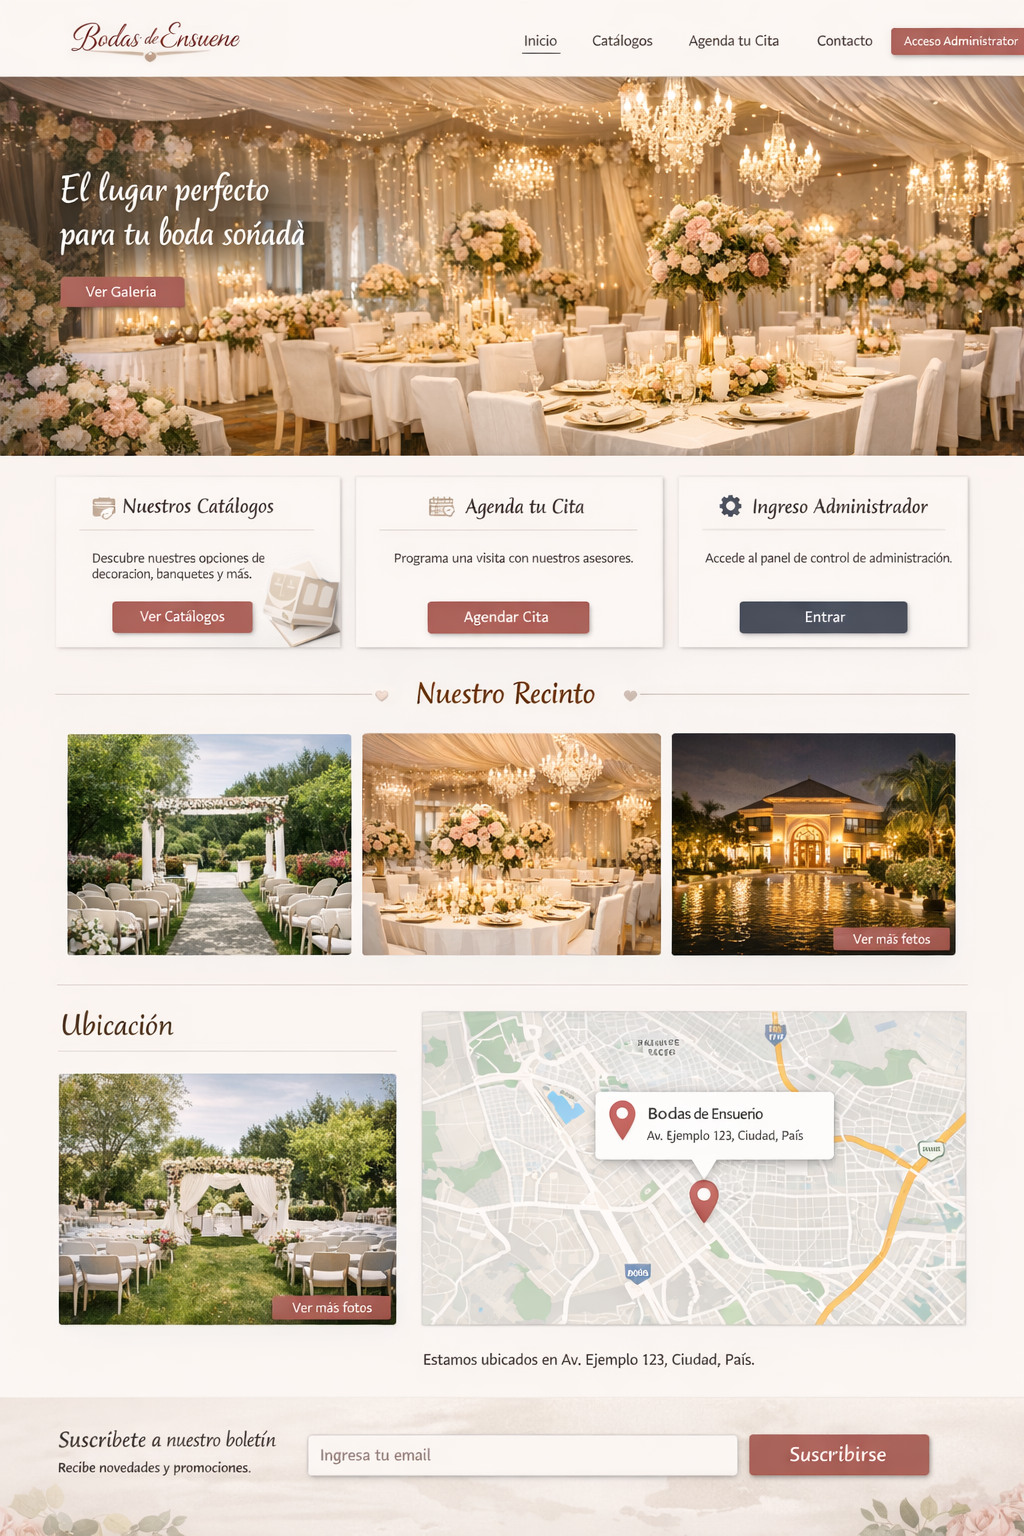 Bodas de Ensuene
Inicio
Catálogos
Agenda tu Cita
Contacto
Acceso Administrator
El lugar perfecto
para tu boda sońadà
Ver Galeria
Nuestros Catálogos
Descubre nuestres opciones de
decoracion, banquetes y más.
Ver Catálogos
Agenda tu Cita
Programa una visita con nuestros asesores.
Agendar Cita
Ingreso Administrador
Accede al panel de control de administración.
Entrar
Nuestro Recinto
Ver más fetos
Ubicación
Ver más fotos
Bodas de Ensuerio
Av. Ejemplo 123, Ciudad, País
Estamos ubicados en Av. Ejemplo 123, Ciudad, País.
Suscribete a nuestro boletín
Recibe novedades y promociones.
Ingresa tu email
Suscribirse